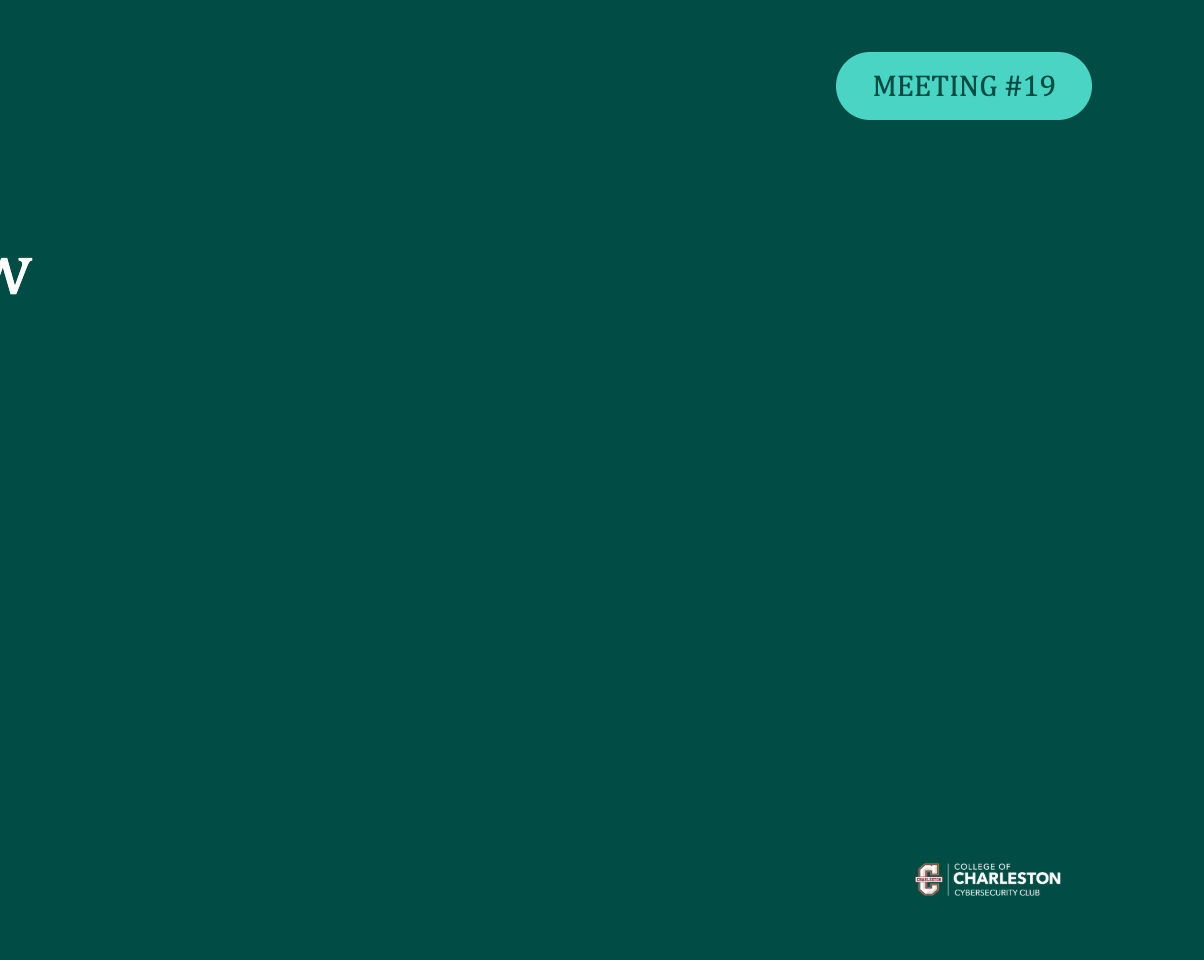 MEETING #19
COLLEGE OF
CHARLESTON
CYBERSECURITY CLUB